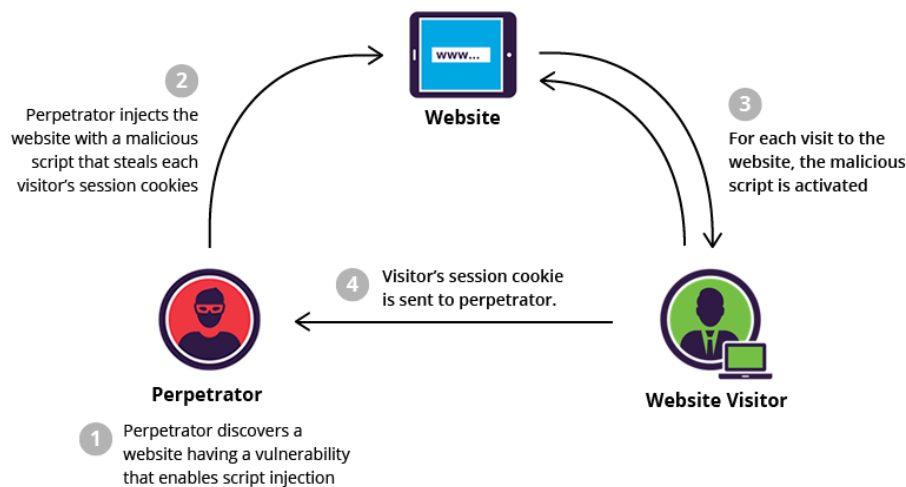 www...
Website
2
Perpetrator injects the
website with a malicious
script that steals each
visitor's session cookies
3
For each visit to the
website, the malicious
script is activated
4
Visitor's session cookie
is sent to perpetrator.
Perpetrator
Website Visitor
1
Perpetrator discovers a
website having a vulnerability
that enables script injection